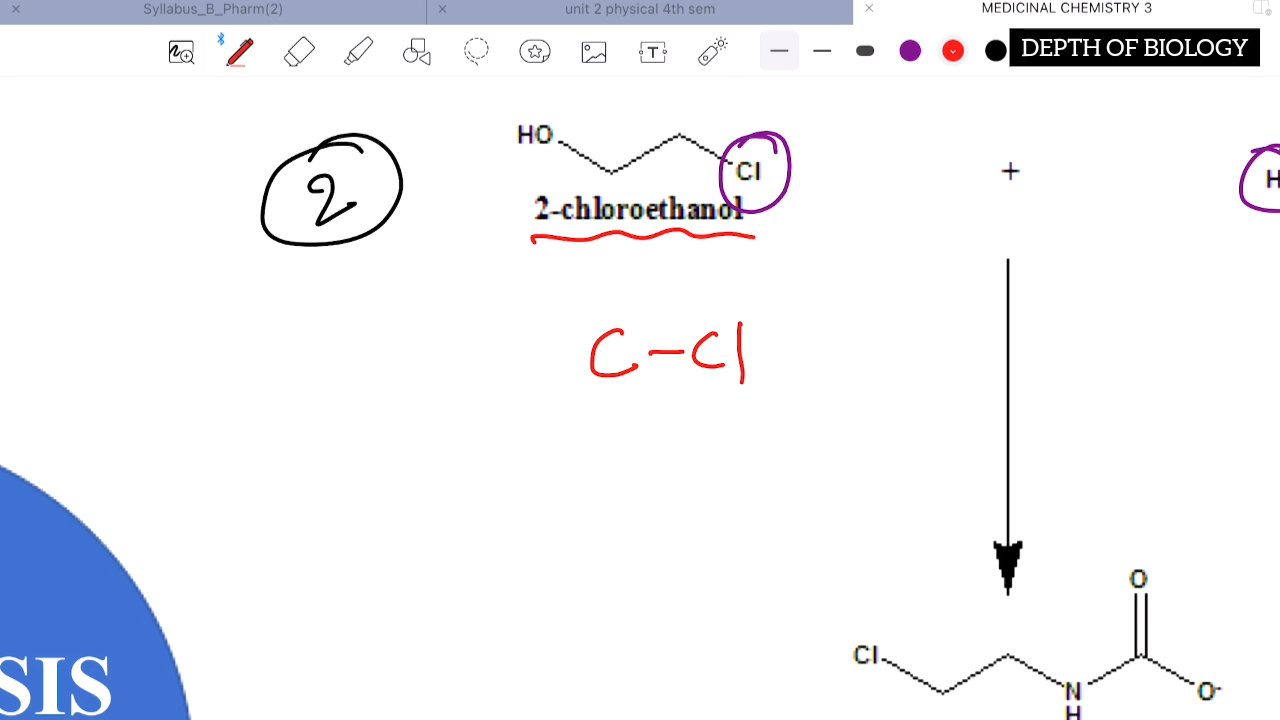 Syllabus_B_Pharm(2)
unit 2 physical 4th sem
MEDICINAL CHEMISTRY 3
DEPTH OF BIOLOGY
T
2
HO
Cl
+
H
2-chloroethanol
C-Cl
O
Cl
N
H
O-
SIS